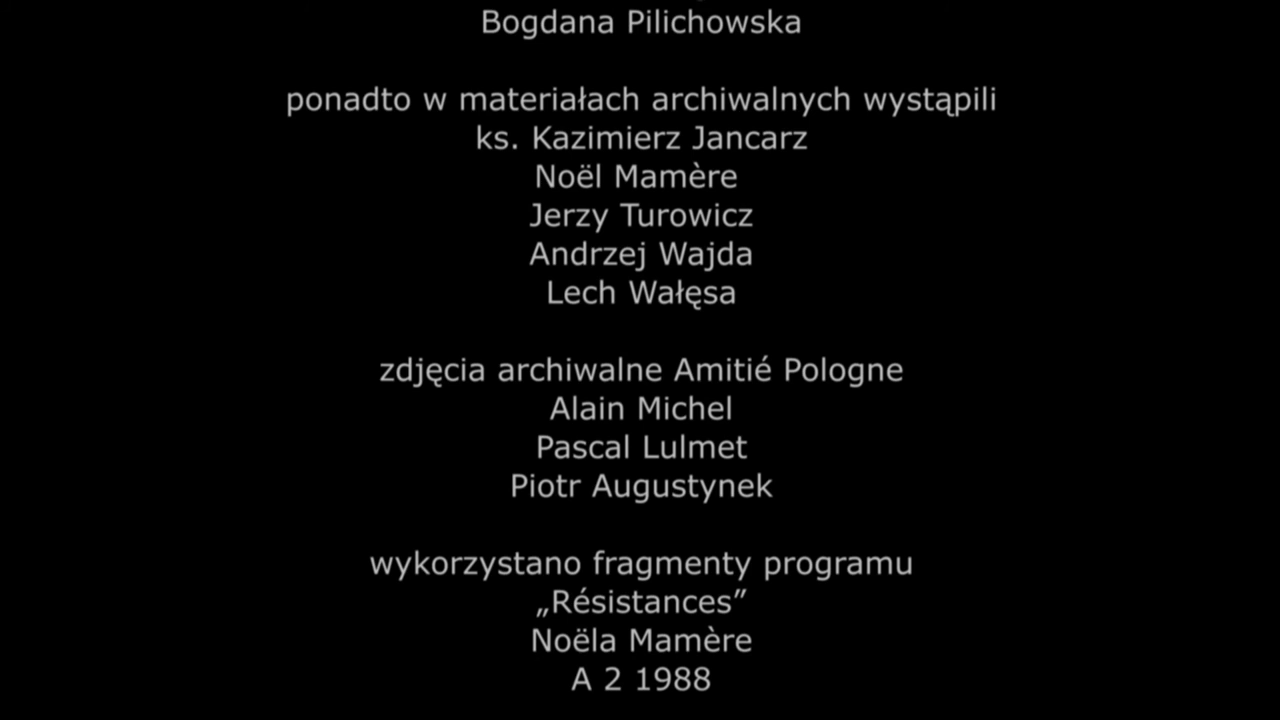 Bogdana Pilichowska
ponadto w materiałach archiwalnych wystąpili
ks. Kazimierz Jancarz
Noël Mamère
Jerzy Turowicz
Andrzej Wajda
Lech Wałęsa
zdjęcia archiwalne Amitié Pologne
Alain Michel
Pascal Lulmet
Piotr Augustynek
wykorzystano fragmenty programu
„Résistances”
Noëla Mamère
A 2 1988